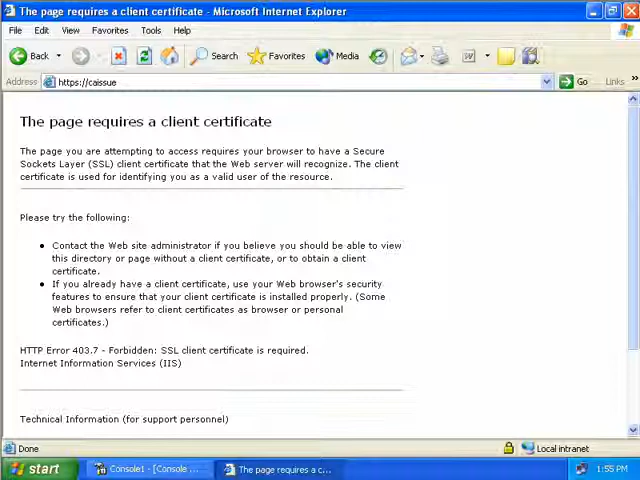 The page requires a client certificate - Microsoft Internet Explorer
File Edit View Favorites Tools Help
Back Search Favorites Media
Address https://caissue Go Links »
The page requires a client certificate
The page you are attempting to access requires your browser to have a Secure
Sockets Layer (SSL) client certificate that the Web server will recognize. The client
certificate is used for identifying you as a valid user of the resource.
Please try the following:
• Contact the Web site administrator if you believe you should be able to view
this directory or page without a client certificate, or to obtain a client
certificate.
• If you already have a client certificate, use your Web browser's security
features to ensure that your client certificate is installed properly. (Some
Web browsers refer to client certificates as browser or personal
certificates.)
HTTP Error 403.7 - Forbidden: SSL client certificate is required.
Internet Information Services (IIS)
Technical Information (for support personnel)
Done Local intranet
start Console1 - [Console ... The page requires a c... 1:55 PM